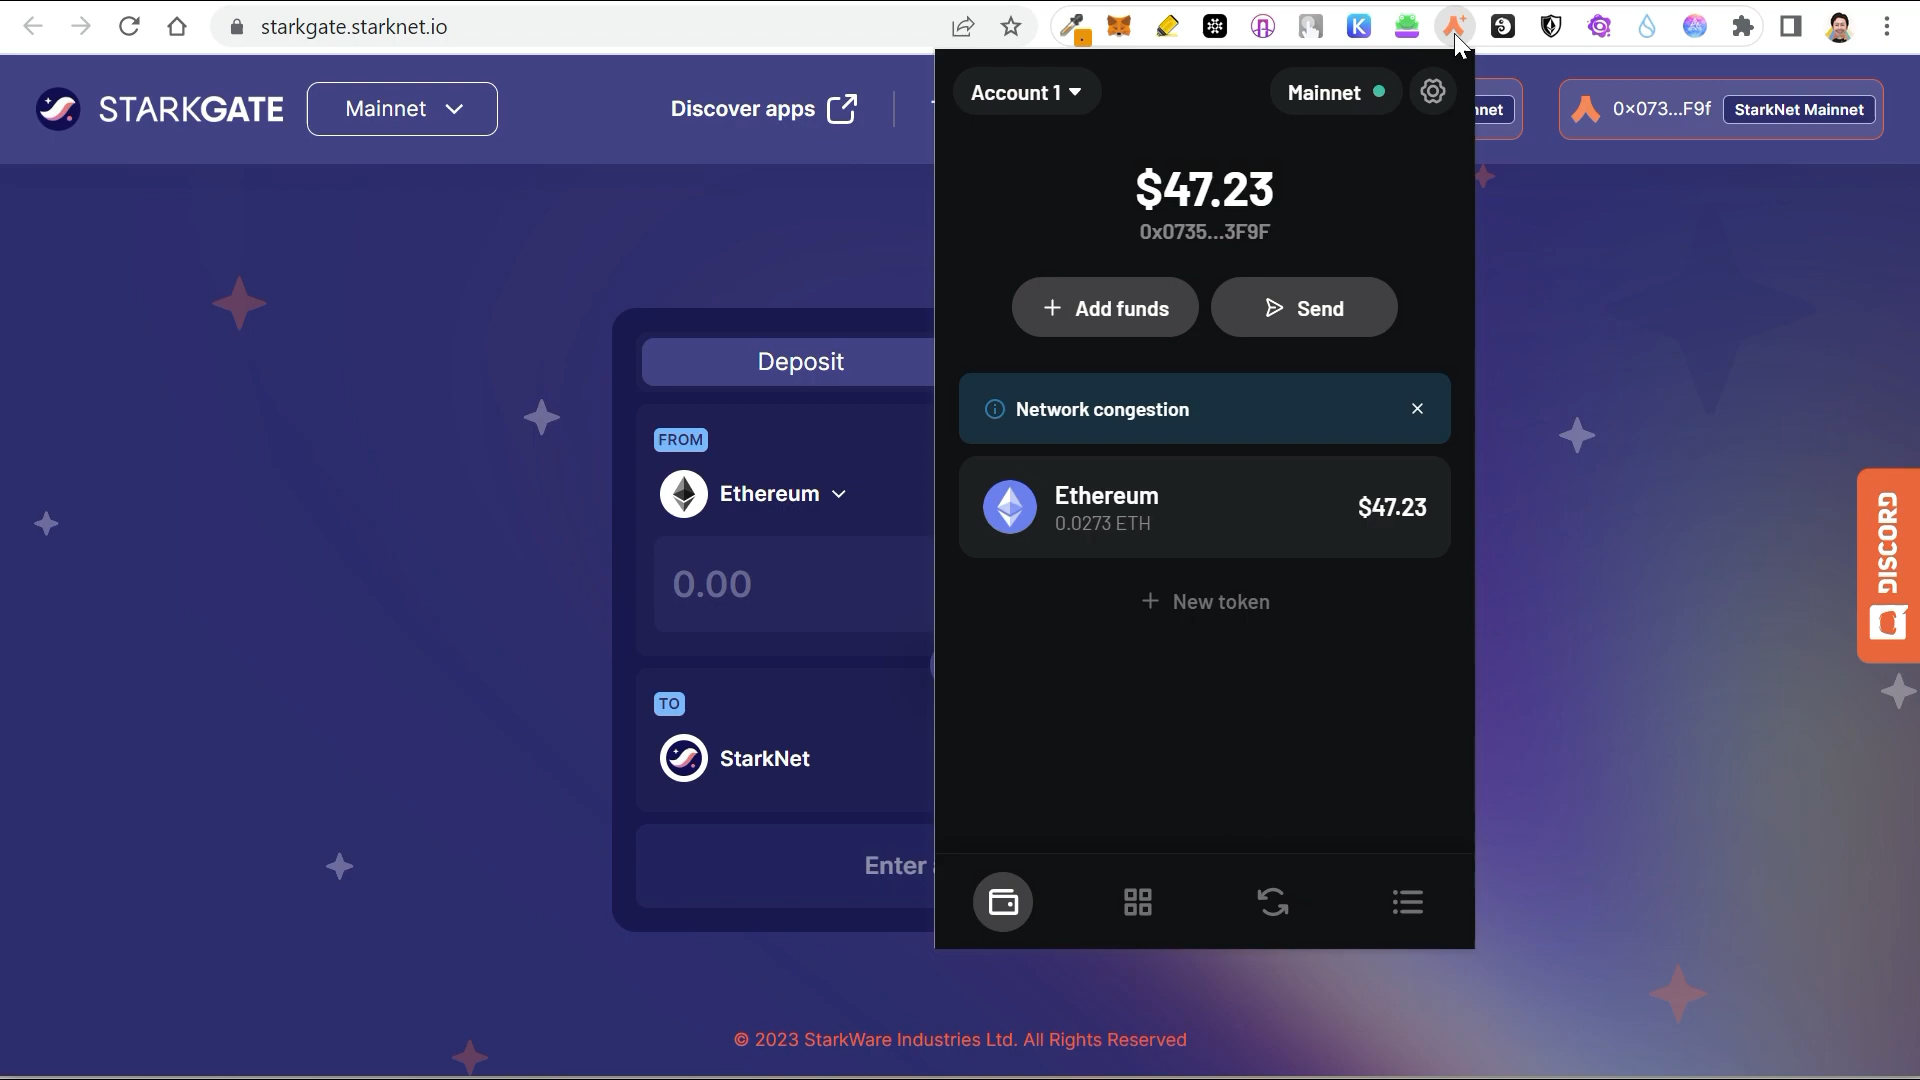 starkgate.starknet.io
STARKGATE
Mainnet
Discover apps
0x073...F9f
StarkNet Mainnet
Account 1
Mainnet
$47.23
0x0735...3F9F
Add funds
Send
Network congestion
Ethereum
0.0273 ETH
$47.23
New token
Deposit
FROM
Ethereum
0.00
TO
StarkNet
Enter
DISCORD
© 2023 StarkWare Industries Ltd. All Rights Reserved